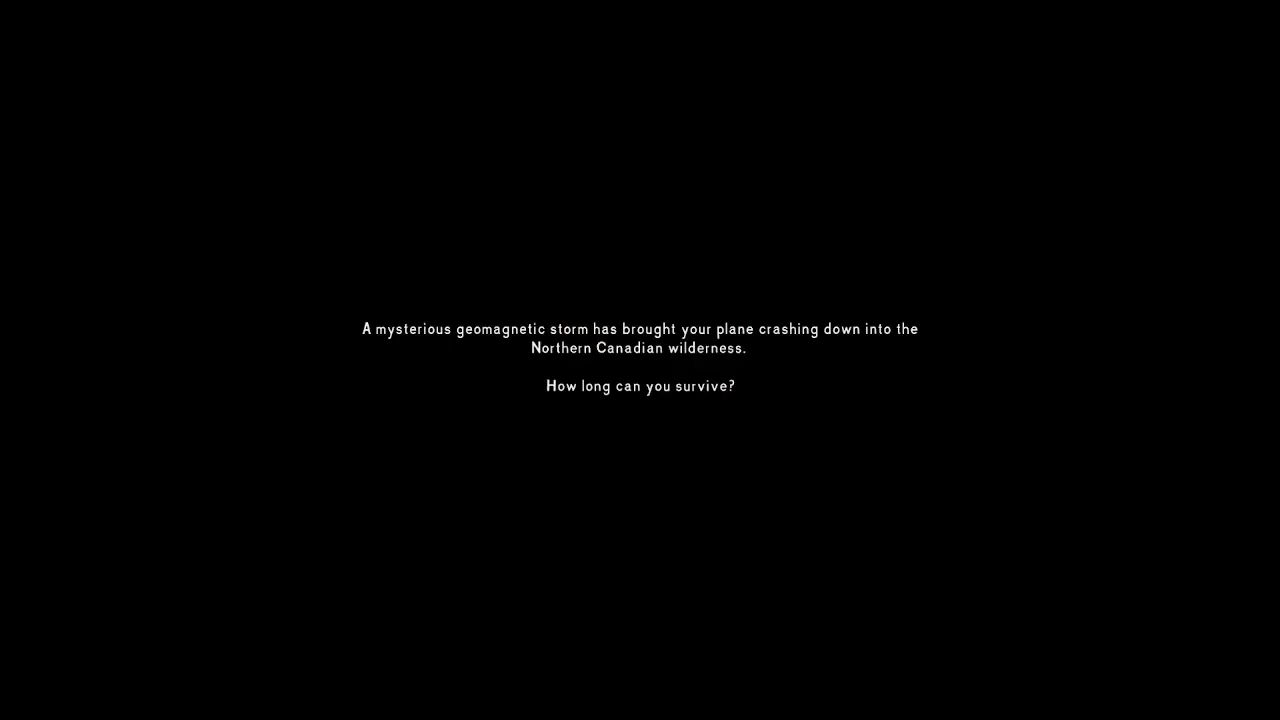 A mysterious geomagnetic storm has brought your plane crashing down into the
Northern Canadian wilderness.
How long can you survive?